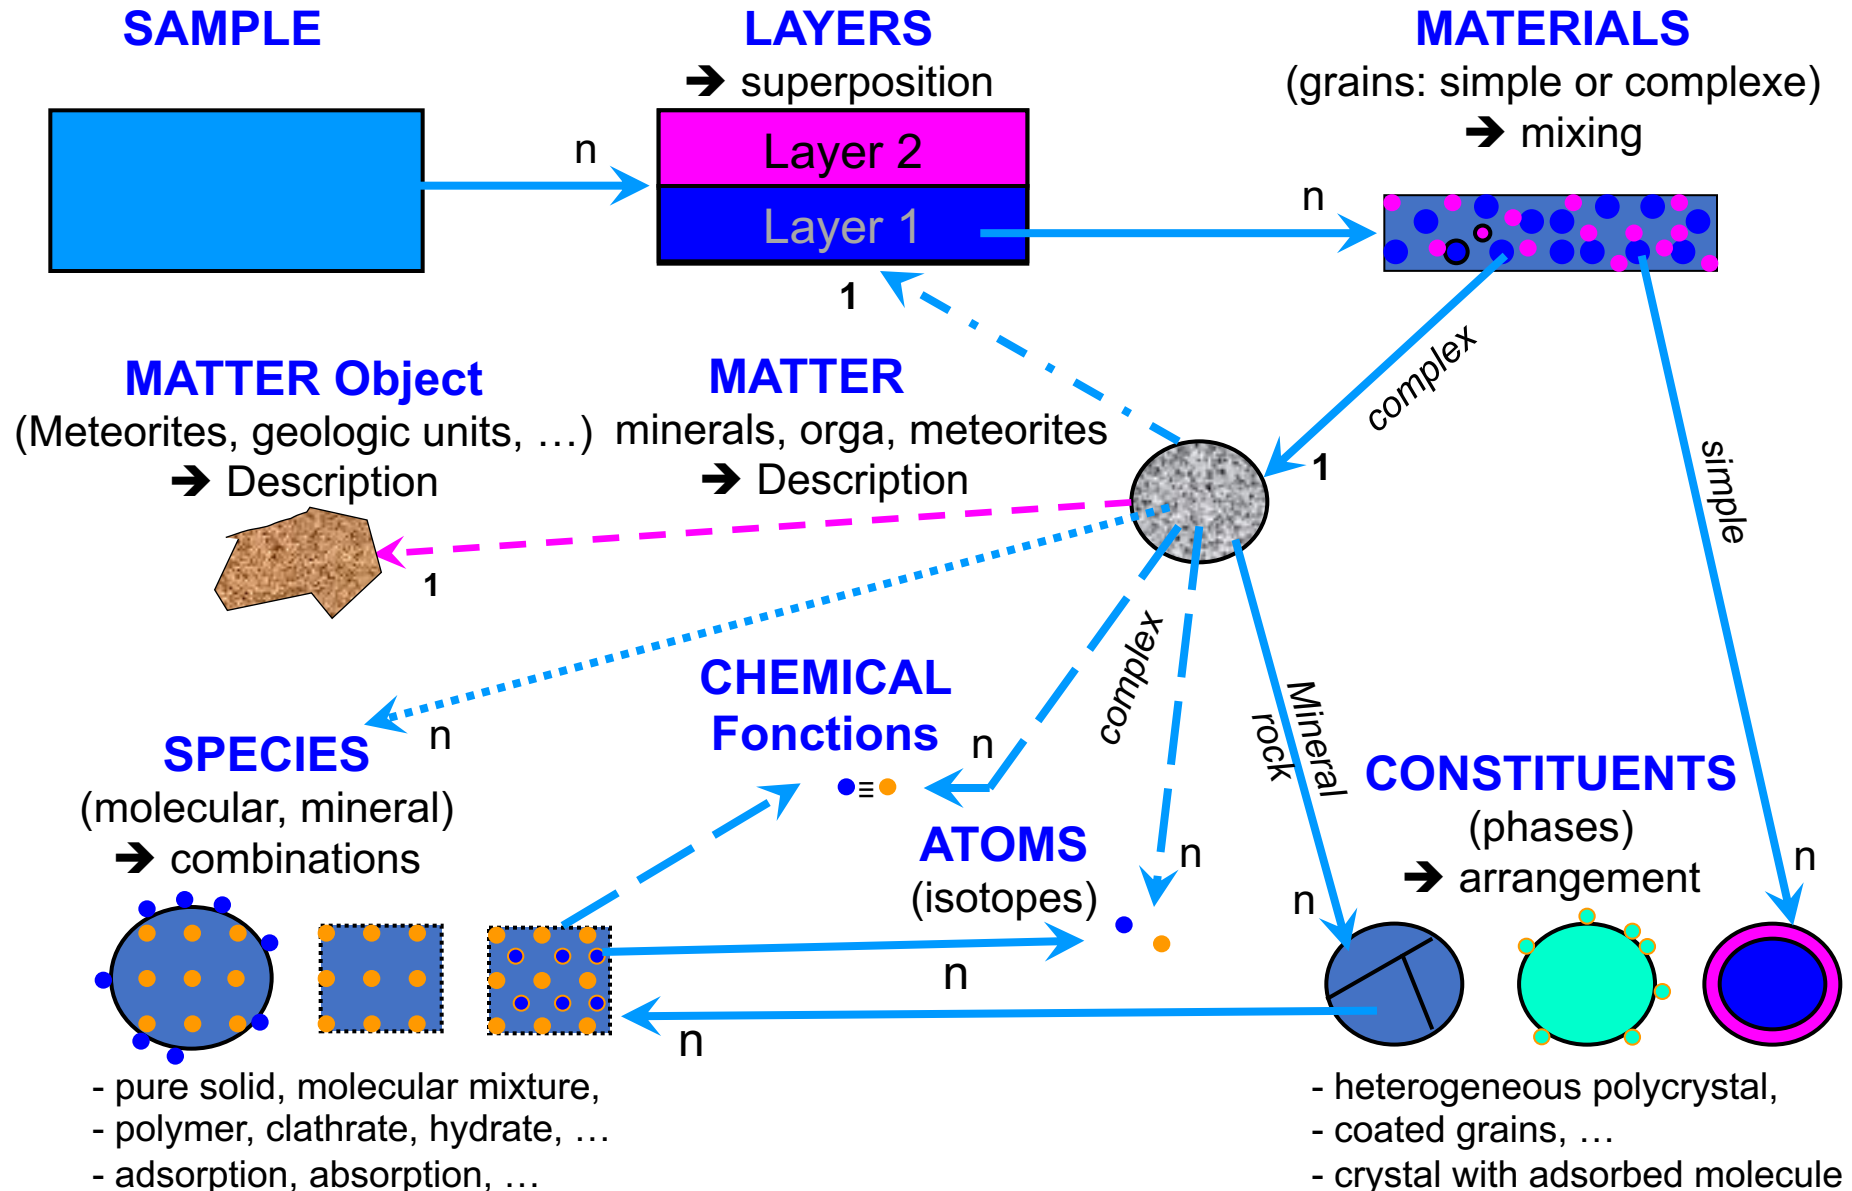 SAMPLE
LAYERS
➔ superposition
MATERIALS
(grains: simple or complexe)
➔ mixing
n
Layer 2
Layer 1
n
1
complex
simple
1
MATTER Object
(Meteorites, geologic units, …)
➔ Description
1
MATTER
minerals, orga, meteorites
➔ Description
n
complex
Mineral
rock
CHEMICAL
Fonctions
n
≡
SPECIES
(molecular, mineral)
➔ combinations
ATOMS
(isotopes)
n
n
n
CONSTITUENTS
(phases)
➔ arrangement
n
n
- pure solid, molecular mixture,
- polymer, clathrate, hydrate, …
- adsorption, absorption, …
- heterogeneous polycrystal,
- coated grains, …
- crystal with adsorbed molecule